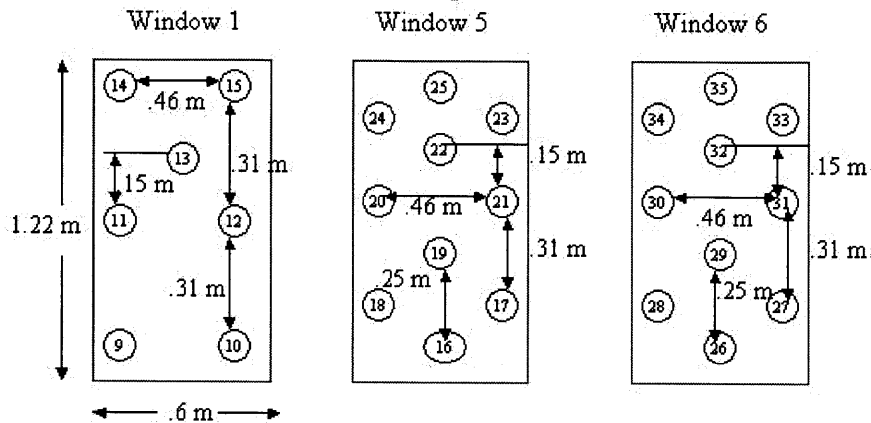 Window 1 Window 5 Window 6
14 15 25 35
.46 m 24 23 34 33
13 .31 m 22 .15 m 32 .15 m
15 m
11 12 20 .46 m 21 30 .46 m 31
1.22 m
.31 m 19 .31 m 29 .31 m
.25 m .25 m
18 17 28 27
9 10 16 26
.6 m